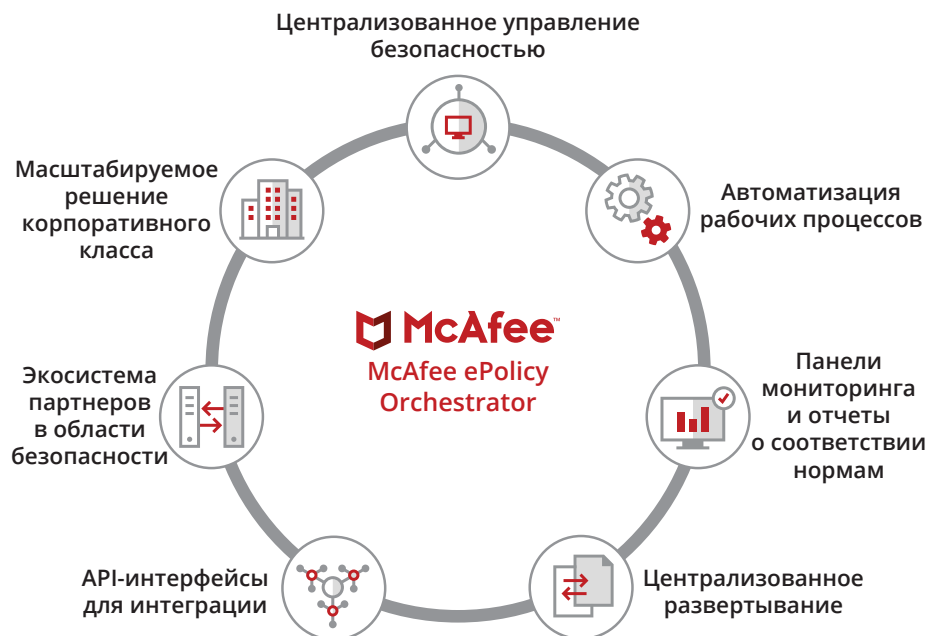 Централизованное управление
безопасностью
Автоматизация
рабочих процессов
Панели
мониторинга
и отчеты
о соответствии
нормам
Централизованное
развертывание
API-интерфейсы
для интеграции
Экосистема
партнеров
в области
безопасности
Масштабируемое
решение
корпоративного
класса
McAfee™
McAfee ePolicy
Orchestrator